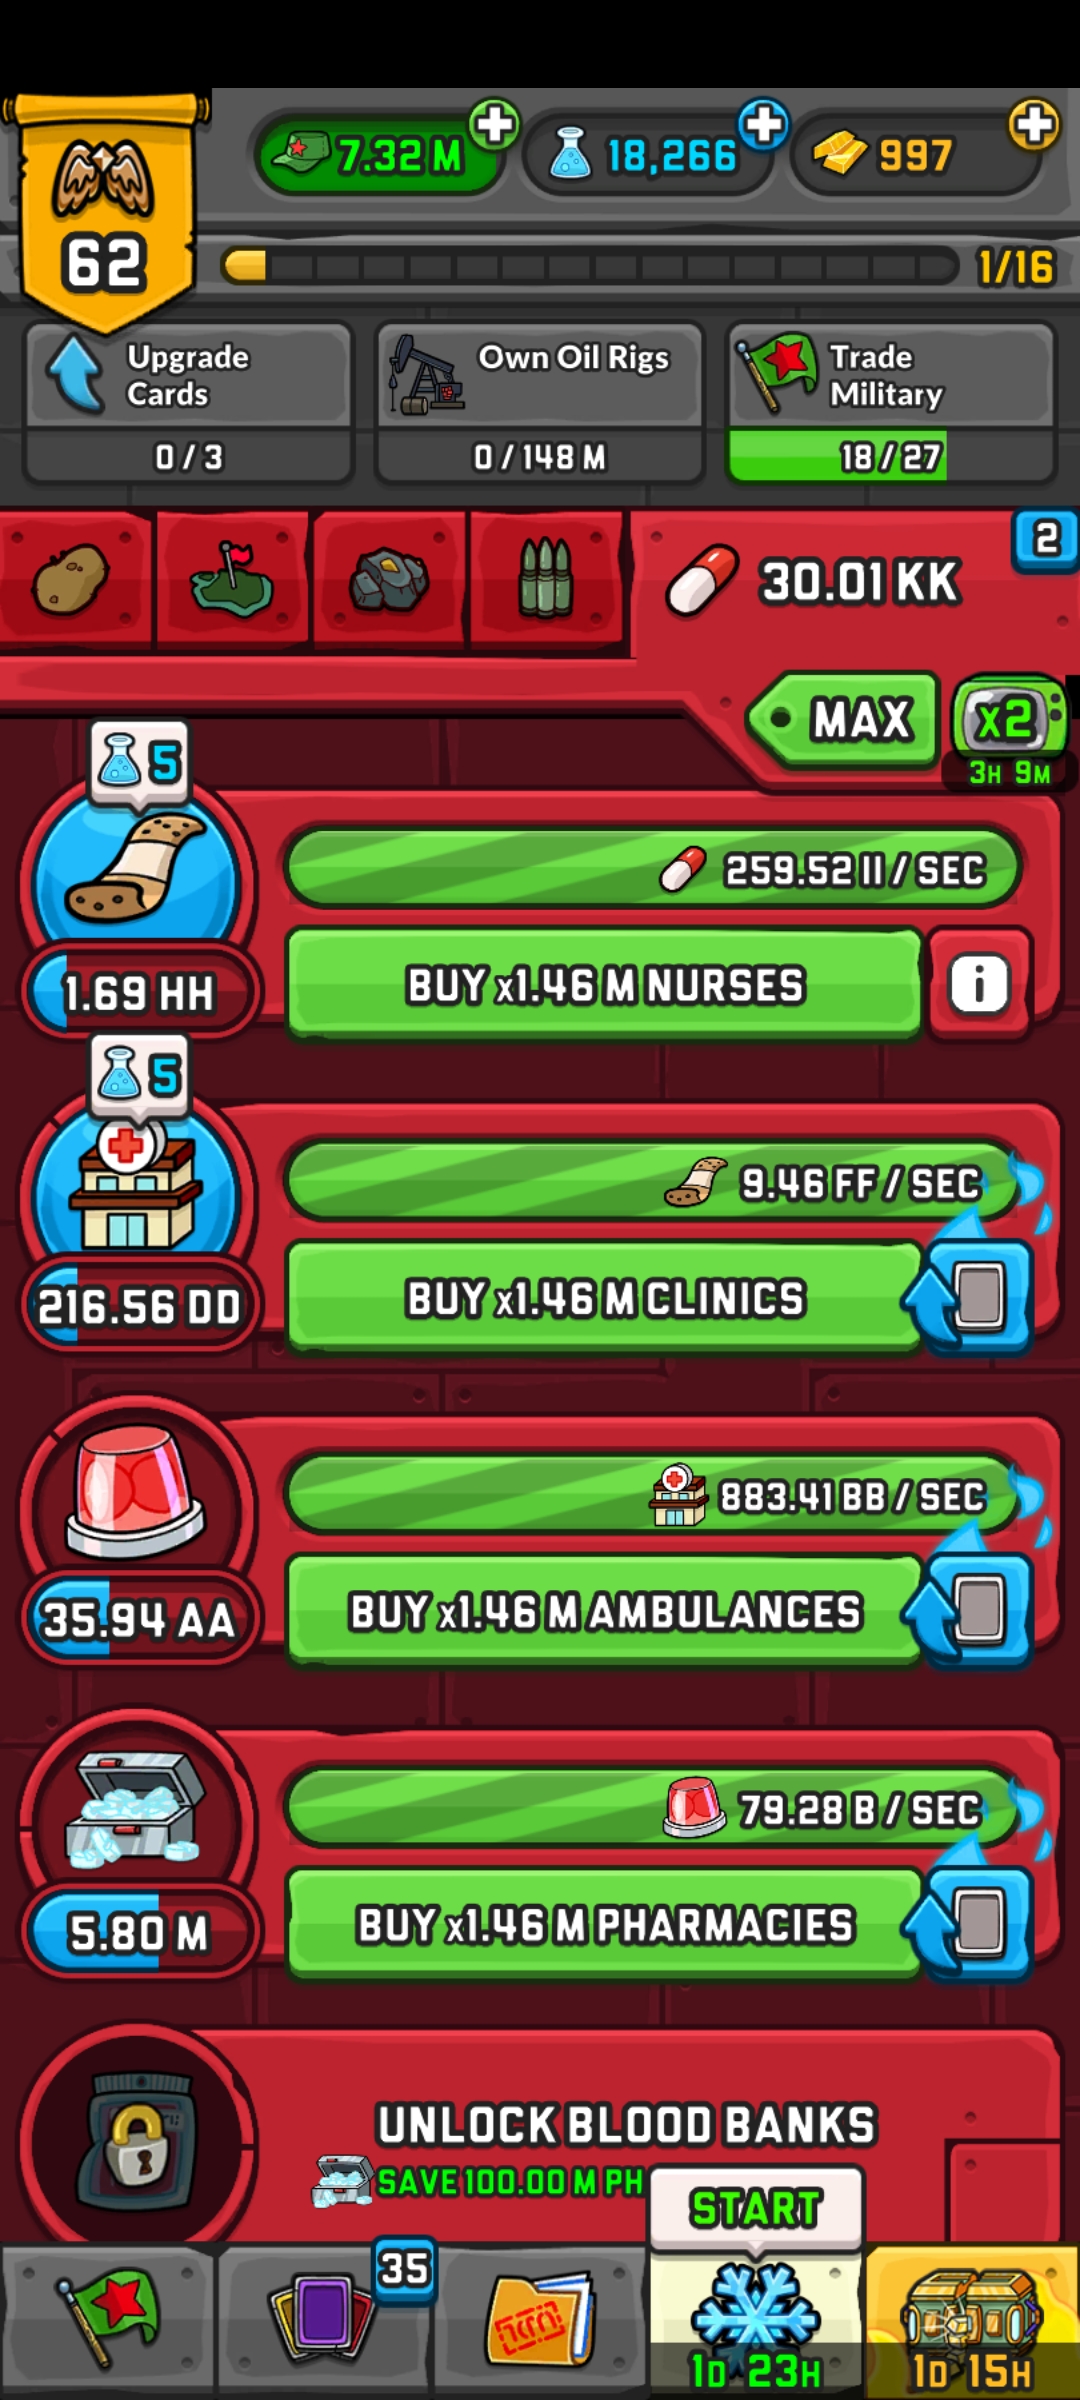 7.32 M
18,266
997
62
1/16
Upgrade
Cards
0 / 3
Own Oil Rigs
0 / 148 M
Trade
Military
18 / 27
30.01 KK
2
MAX
x2
3H 9M
5
259.52 II / SEC
1.69 HH
BUY x1.46 M NURSES
i
5
9.46 FF / SEC
216.56 DD
BUY x1.46 M CLINICS
883.41 BB / SEC
35.94 AA
BUY x1.46 M AMBULANCES
79.28 B / SEC
5.80 M
BUY x1.46 M PHARMACIES
UNLOCK BLOOD BANKS
SAVE 100.00 M PH
START
35
1D 23H
1D 15H